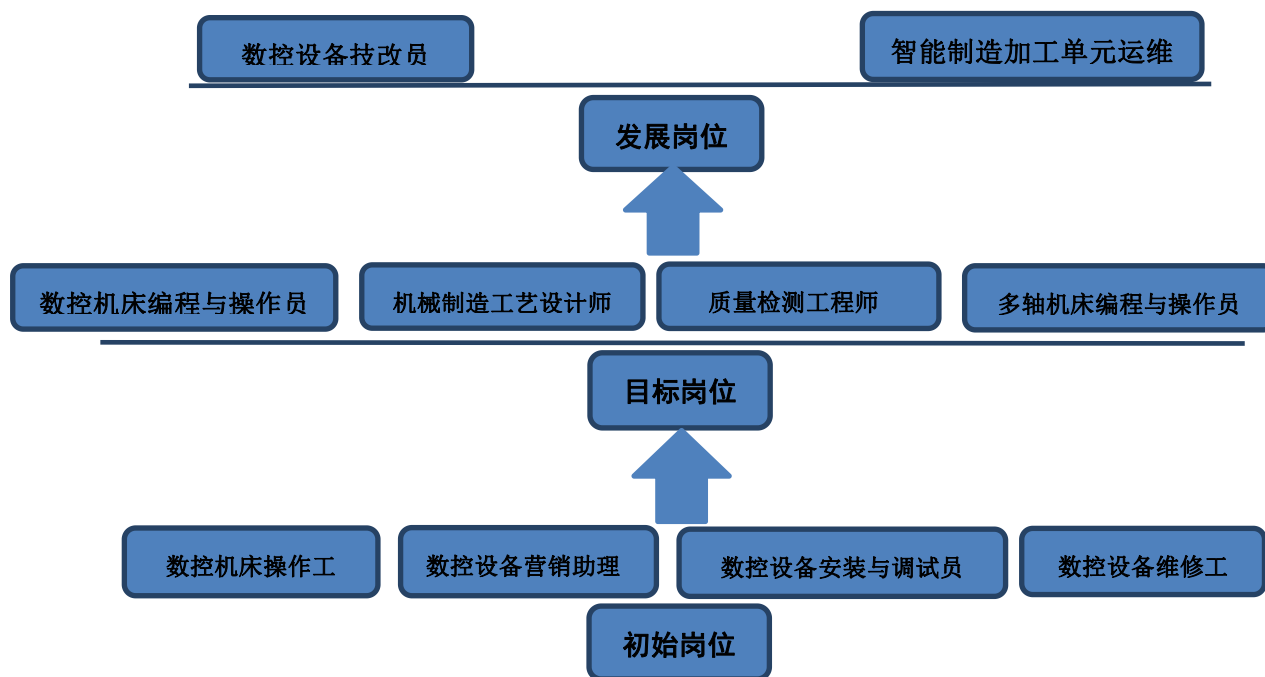 数控设备技改员
智能制造加工单元运维
发展岗位
数控机床编程与操作员
机械制造工艺设计师
质量检测工程师
多轴机床编程与操作员
目标岗位
数控机床操作工
数控设备营销助理
数控设备安装与调试员
数控设备维修工
初始岗位